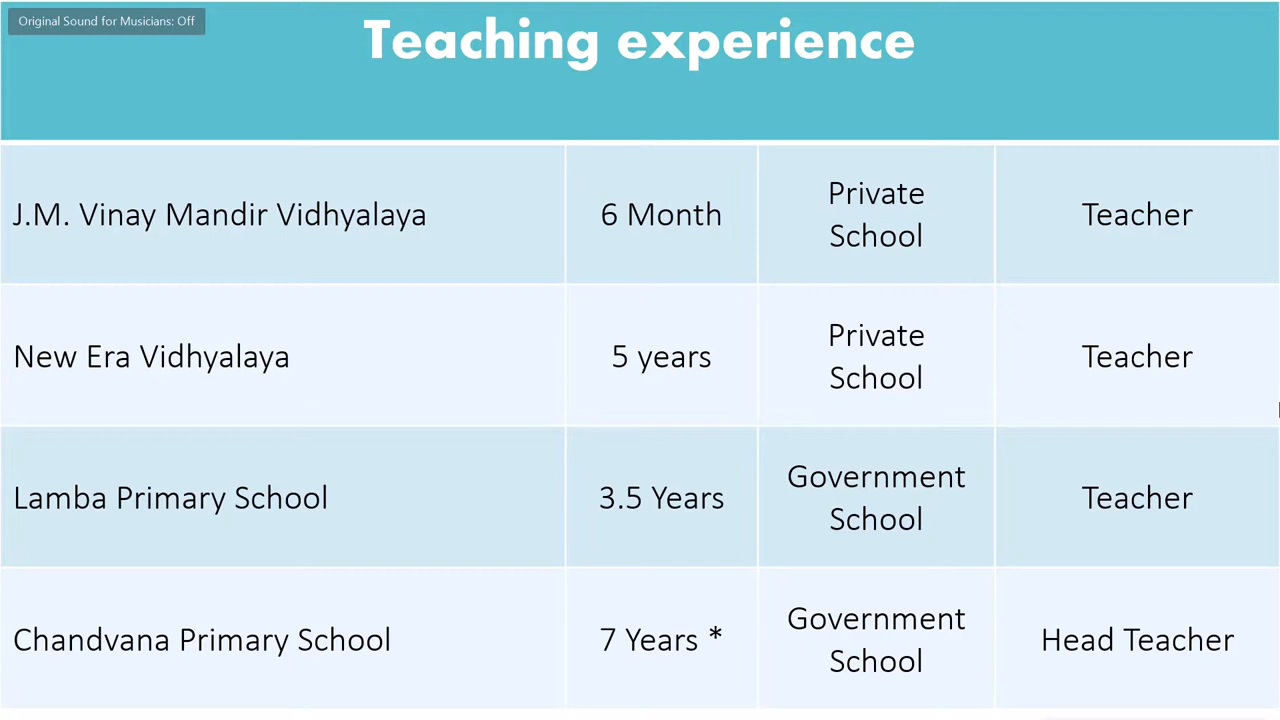 Original Sound for Musicians: Off
Teaching experience
J.M. Vinay Mandir Vidhyalaya
6 Month
Private
School
Teacher
New Era Vidhyalaya
5 years
Private
School
Teacher
Lamba Primary School
3.5 Years
Government
School
Teacher
Chandvana Primary School
7 Years *
Government
School
Head Teacher